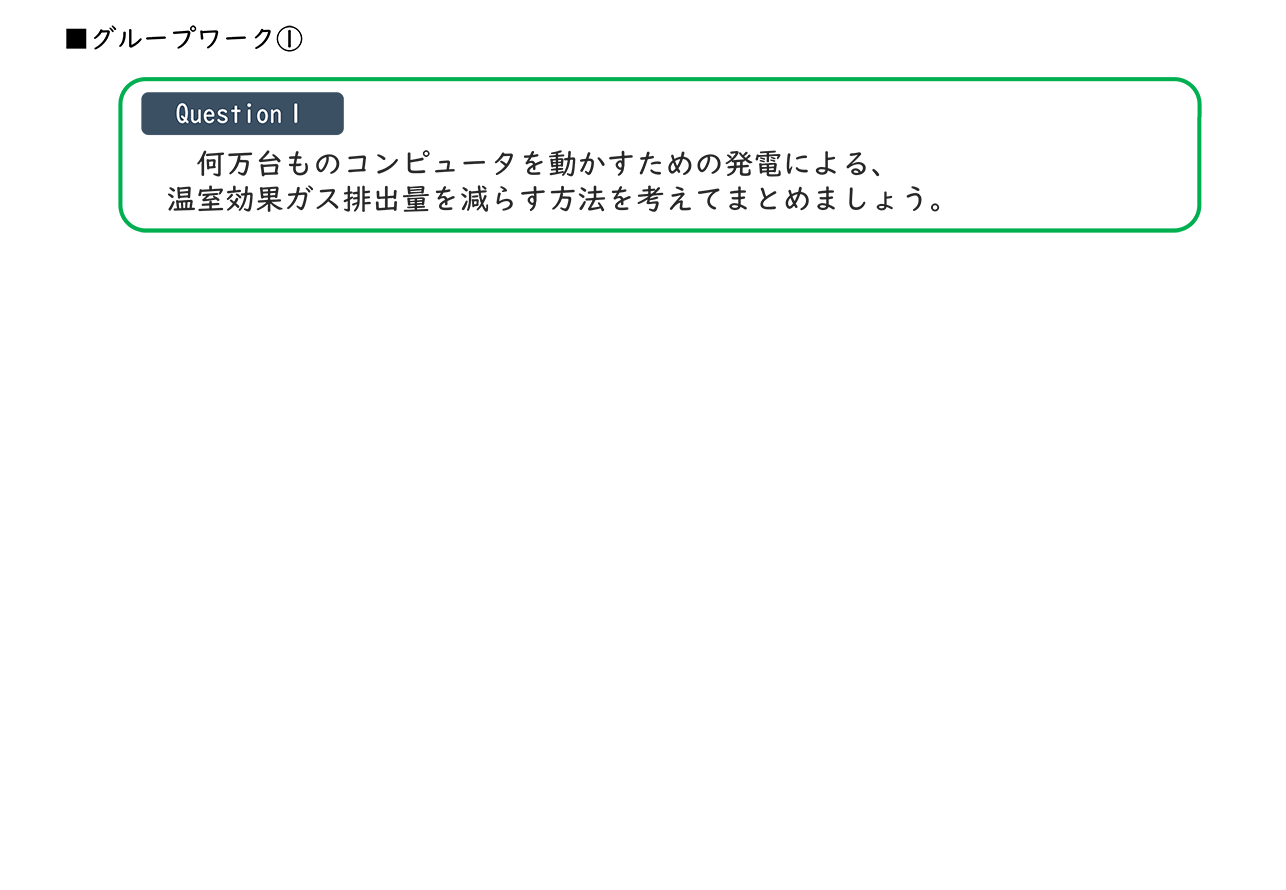 ■グループワーク①
Question1
何万台ものコンピュータを動かすための発電による、
温室効果ガス排出量を減らす方法を考えてまとめましょう。